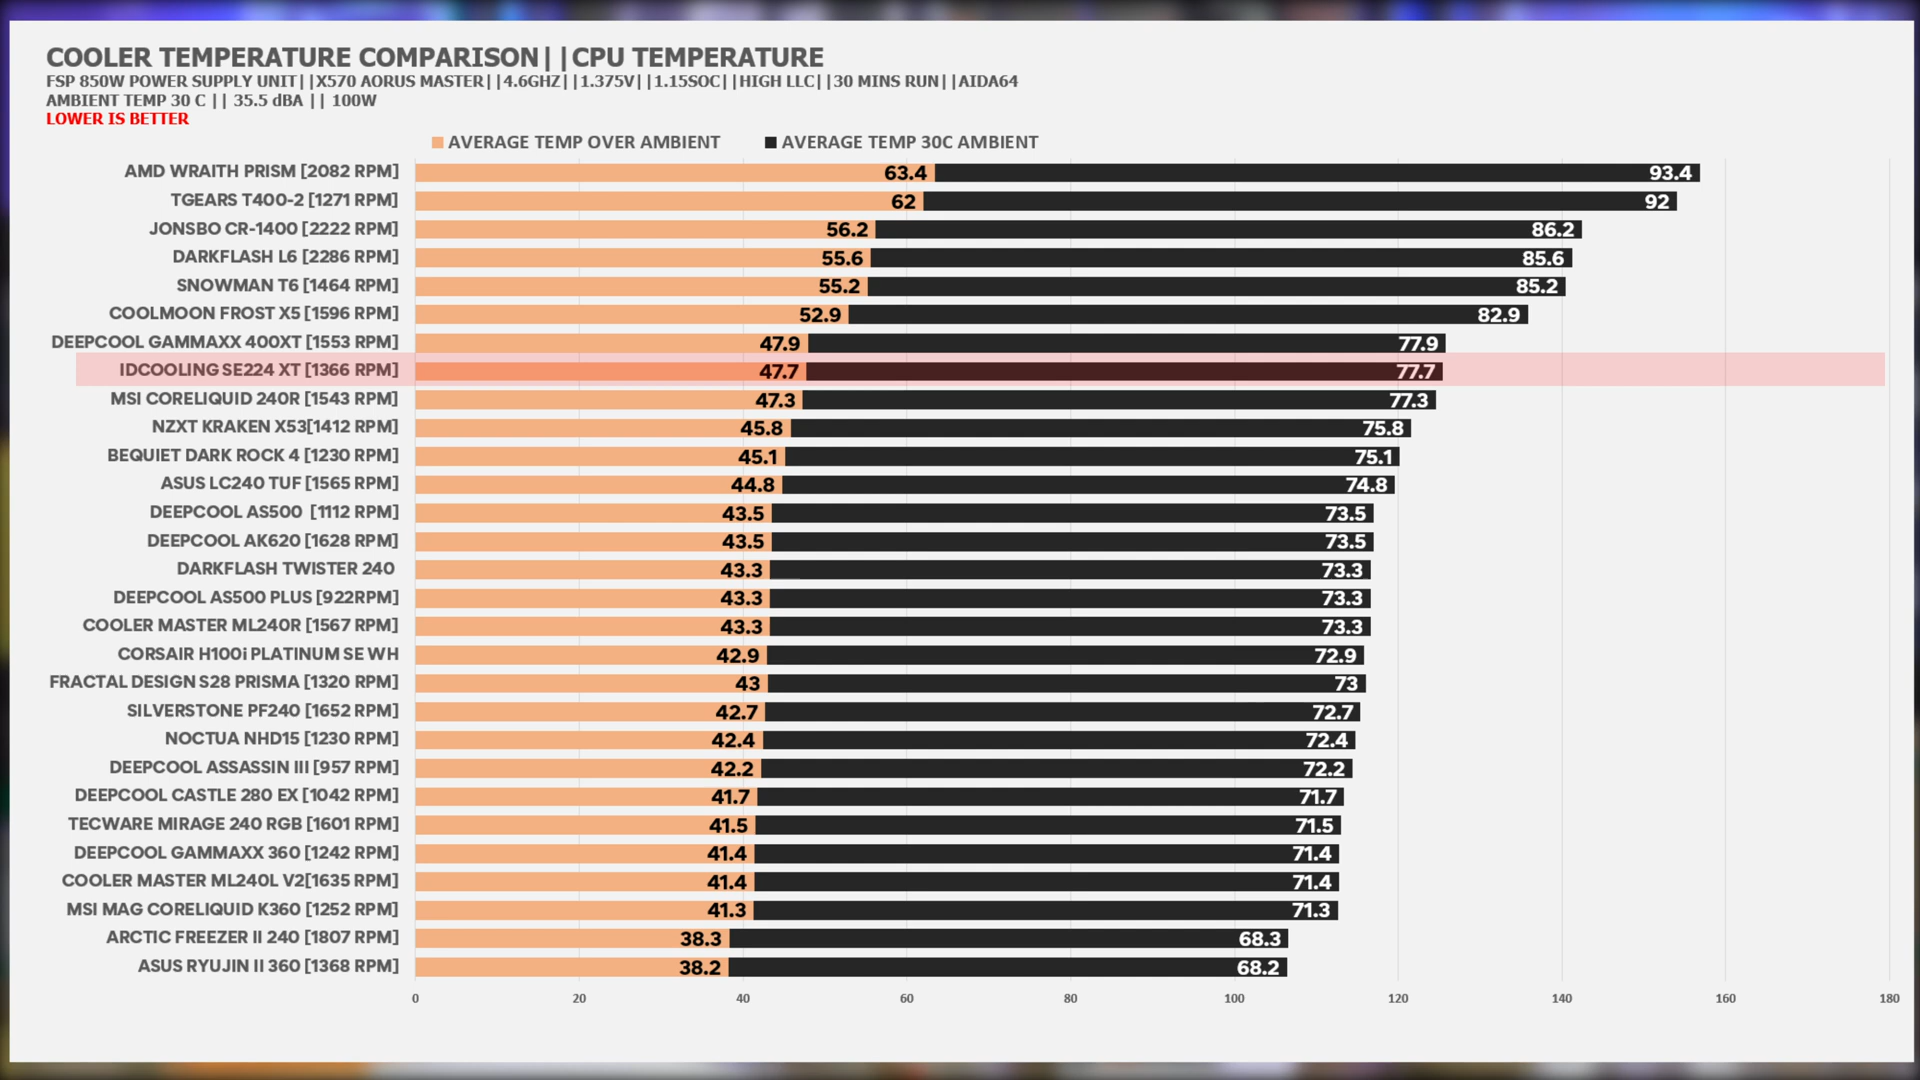 COOLER TEMPERATURE COMPARISON||CPU TEMPERATURE
FSP 850W POWER SUPPLY UNIT||X570 AORUS MASTER||4.6GHZ||1.375V||1.15SOC||HIGH LLC||30 MINS RUN||AIDA64
AMBIENT TEMP 30 C || 35.5 dBA || 100W
LOWER IS BETTER
AVERAGE TEMP OVER AMBIENT AVERAGE TEMP 30C AMBIENT
AMD WRAITH PRISM [2082 RPM] 63.4 93.4
TGEARS T400-2 [1271 RPM] 62 92
JONSBO CR-1400 [2222 RPM] 56.2 86.2
DARKFLASH L6 [2286 RPM] 55.6 85.6
SNOWMAN T6 [1464 RPM] 55.2 85.2
COOLMOON FROST X5 [1596 RPM] 52.9 82.9
DEEPCOOL GAMMAXX 400XT [1553 RPM] 47.9 77.9
IDCOOLING SE224 XT [1366 RPM] 47.7 77.7
MSI CORELIQUID 240R [1543 RPM] 47.3 77.3
NZXT KRAKEN X53[1412 RPM] 45.8 75.8
BEQUIET DARK ROCK 4 [1230 RPM] 45.1 75.1
ASUS LC240 TUF [1565 RPM] 44.8 74.8
DEEPCOOL AS500 [1112 RPM] 43.5 73.5
DEEPCOOL AK620 [1628 RPM] 43.5 73.5
DARKFLASH TWISTER 240 43.3 73.3
DEEPCOOL AS500 PLUS [922RPM] 43.3 73.3
COOLER MASTER ML240R [1567 RPM] 43.3 73.3
CORSAIR H100i PLATINUM SE WH 42.9 72.9
FRACTAL DESIGN S28 PRISMA [1320 RPM] 43 73
SILVERSTONE PF240 [1652 RPM] 42.7 72.7
NOCTUA NHD15 [1230 RPM] 42.4 72.4
DEEPCOOL ASSASSIN III [957 RPM] 42.2 72.2
DEEPCOOL CASTLE 280 EX [1042 RPM] 41.7 71.7
TECWARE MIRAGE 240 RGB [1601 RPM] 41.5 71.5
DEEPCOOL GAMMAXX 360 [1242 RPM] 41.4 71.4
COOLER MASTER ML240L V2[1635 RPM] 41.4 71.4
MSI MAG CORELIQUID K360 [1252 RPM] 41.3 71.3
ARCTIC FREEZER II 240 [1807 RPM] 38.3 68.3
ASUS RYUJIN II 360 [1368 RPM] 38.2 68.2
0 20 40 60 80 100 120 140 160 180